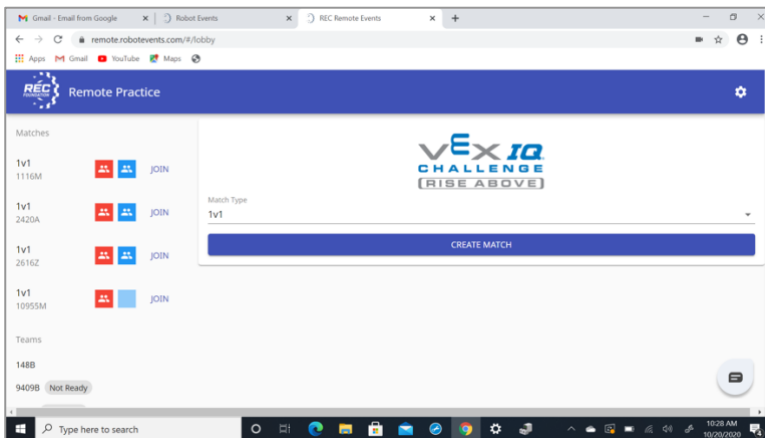 Gmail - Email from Google
Robot Events
REC Remote Events
remote.robotevents.com/#/lobby
Apps
Gmail
YouTube
Maps
REC
FOUNDATION
Remote Practice
Matches
1v1
1116M
JOIN
1v1
2420A
JOIN
1v1
2616Z
JOIN
1v1
10955M
JOIN
Teams
148B
9409B Not Ready
VEX IQ
CHALLENGE
[RISE ABOVE]
Match Type
1v1
CREATE MATCH
Type here to search
10:28 AM
10/20/2020